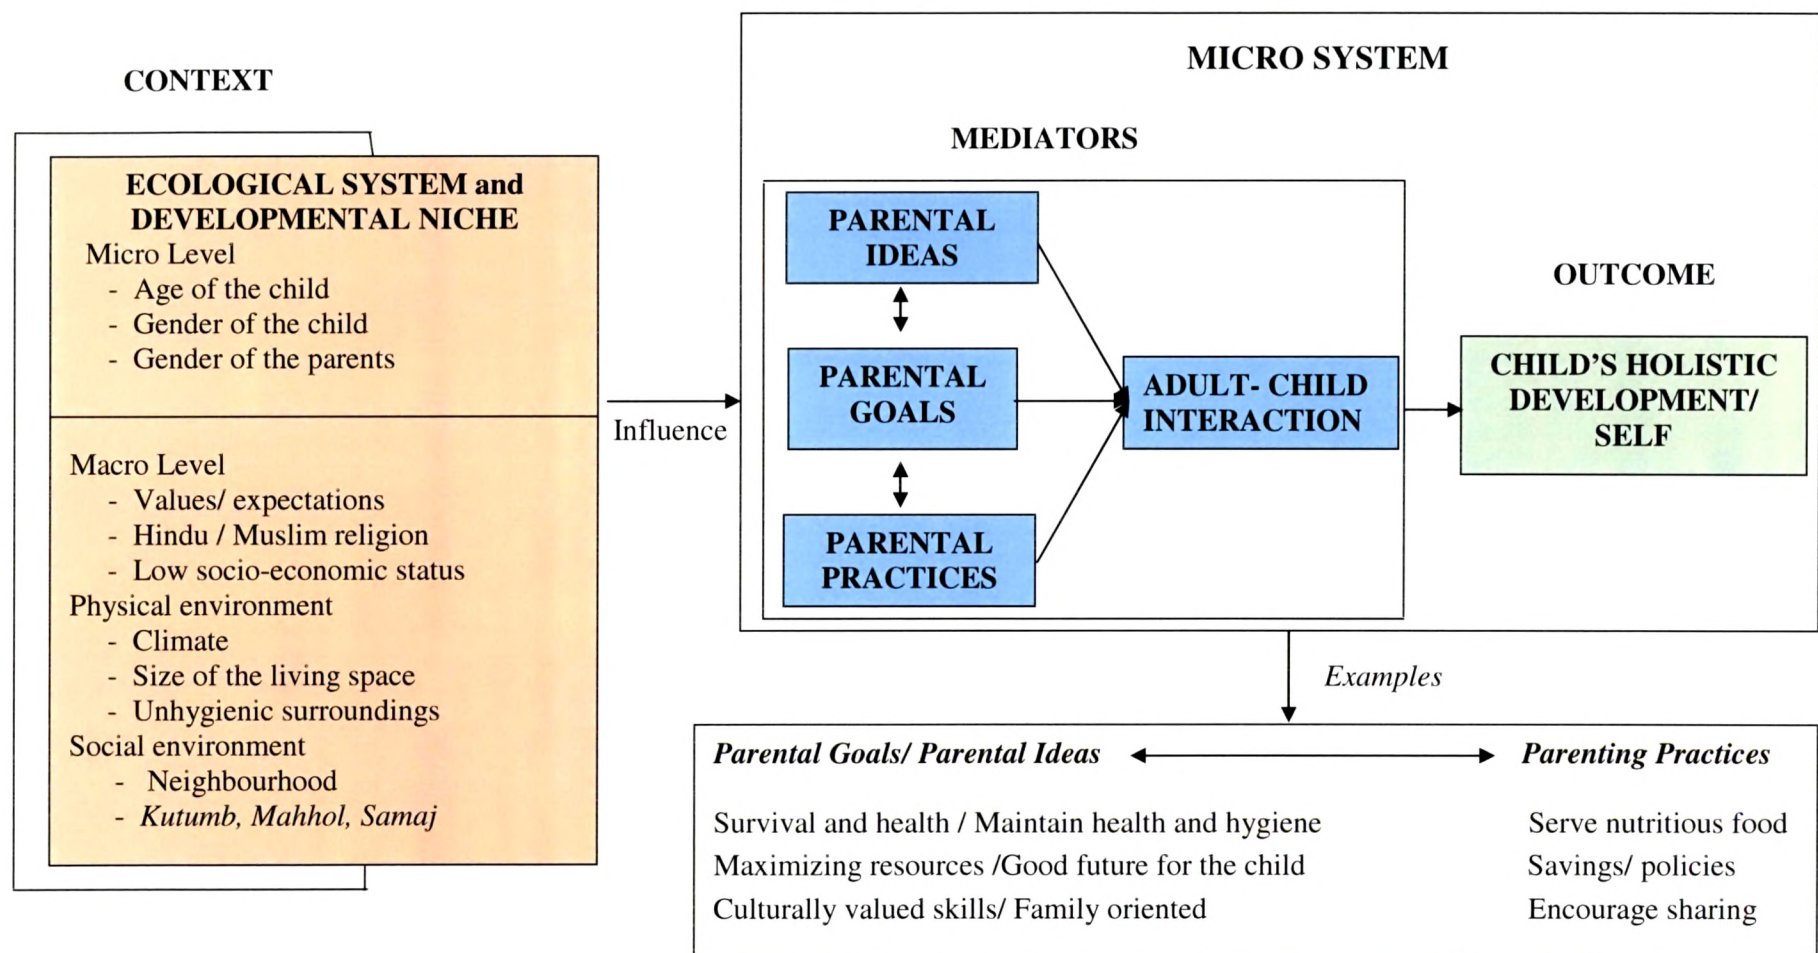 CONTEXT
ECOLOGICAL SYSTEM and
DEVELOPMENTAL NICHE
Micro Level
- Age of the child
- Gender of the child
- Gender of the parents
Macro Level
- Values/ expectations
- Hindu / Muslim religion
- Low socio-economic status
Physical environment
- Climate
- Size of the living space
- Unhygienic surroundings
Social environment
- Neighbourhood
- Kutumb, Mahhol, Samaj
Influence
MICRO SYSTEM
MEDIATORS
PARENTAL
IDEAS
PARENTAL
GOALS
PARENTAL
PRACTICES
ADULT- CHILD
INTERACTION
OUTCOME
CHILD'S HOLISTIC
DEVELOPMENT/
SELF
Examples
Parental Goals/ Parental Ideas Parenting Practices
Survival and health / Maintain health and hygiene Serve nutritious food
Maximizing resources /Good future for the child Savings/ policies
Culturally valued skills/ Family oriented Encourage sharing